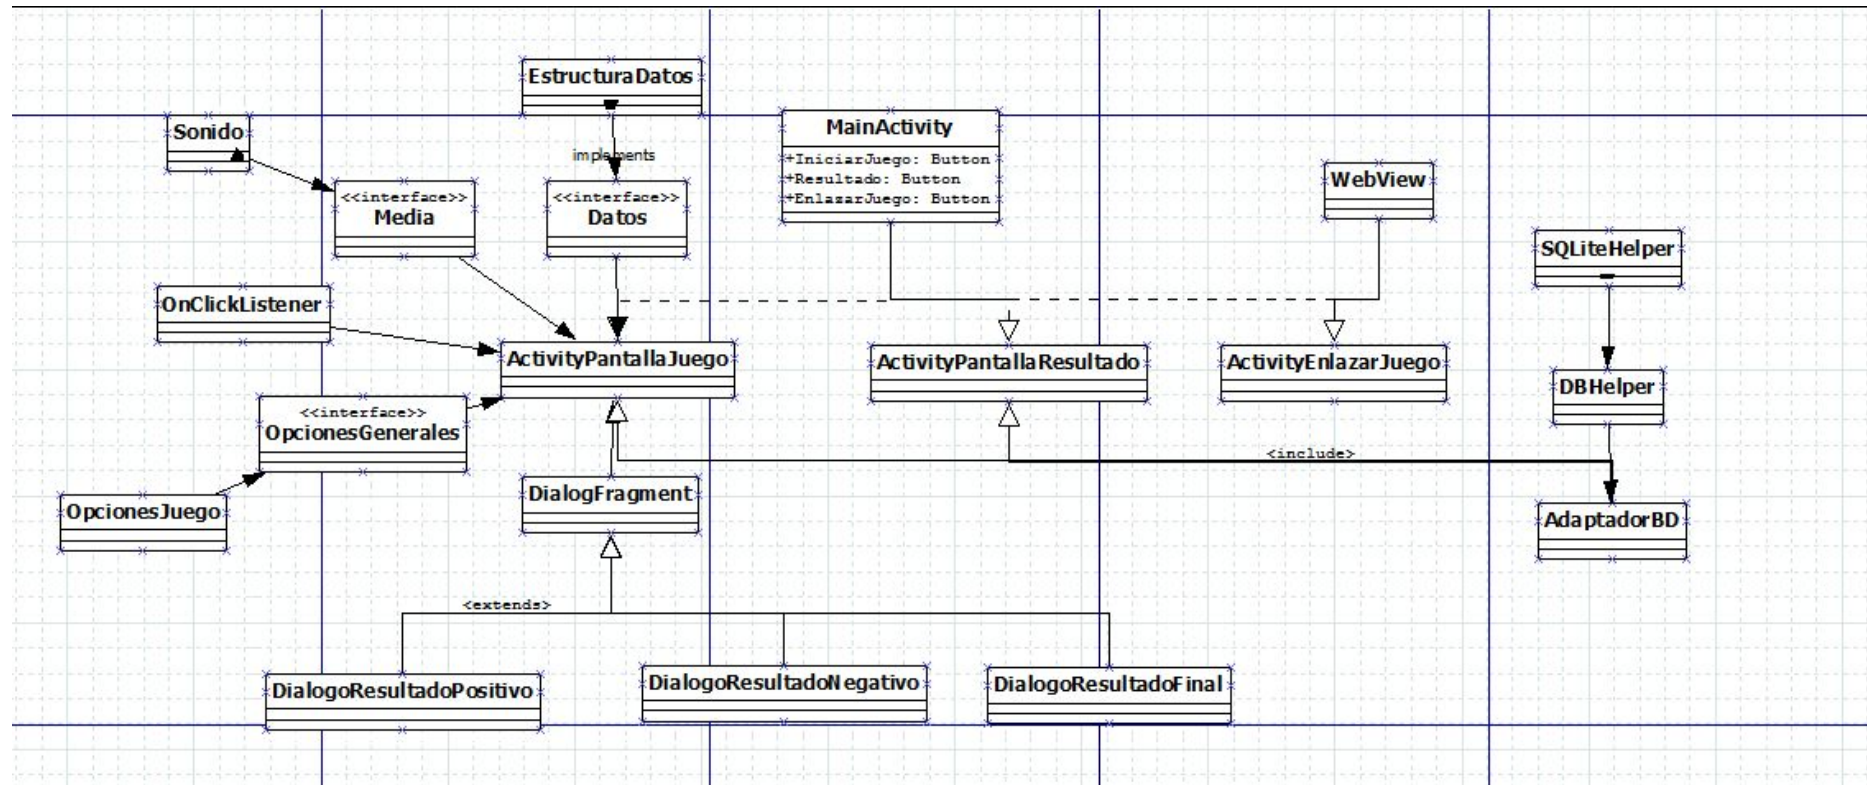 EstructuraDatos
Sonido
MainActivity
+IniciarJuego: Button
+Resultado: Button
+EnlazarJuego: Button
implements
<<interface>>
Media
<<interface>>
Datos
WebView
SQLiteHelper
OnClickListener
ActivityPantallaJuego
ActivityPantallaResultado
ActivityEnlazarJuego
DBHelper
<<interface>>
OpcionesGenerales
<include>
OpcionesJuego
DialogFragment
AdaptadorBD
<extends>
DialogoResultadoPositivo
DialogoResultadoNegativo
DialogoResultadoFinal